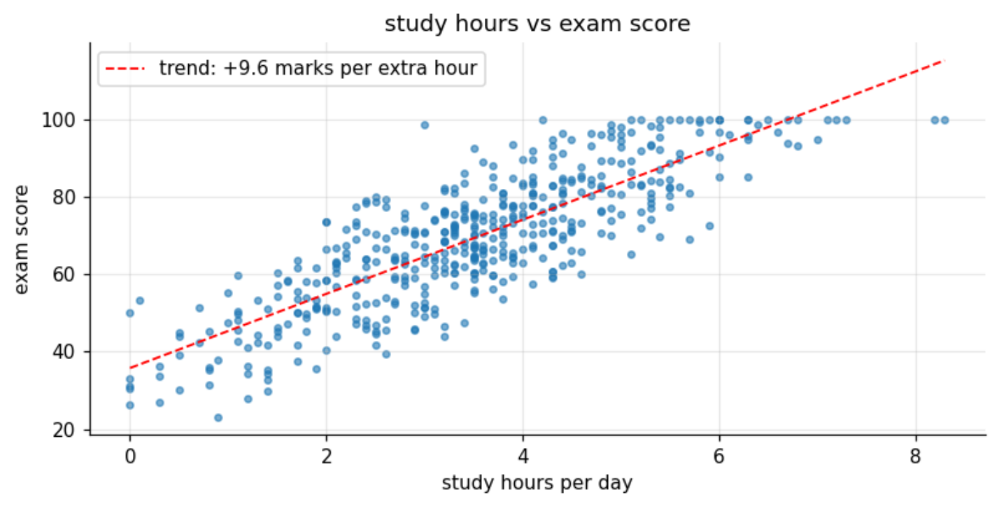 study hours vs exam score
trend: +9.6 marks per extra hour
100
80
60
40
20
exam score
0 2 4 6 8
study hours per day